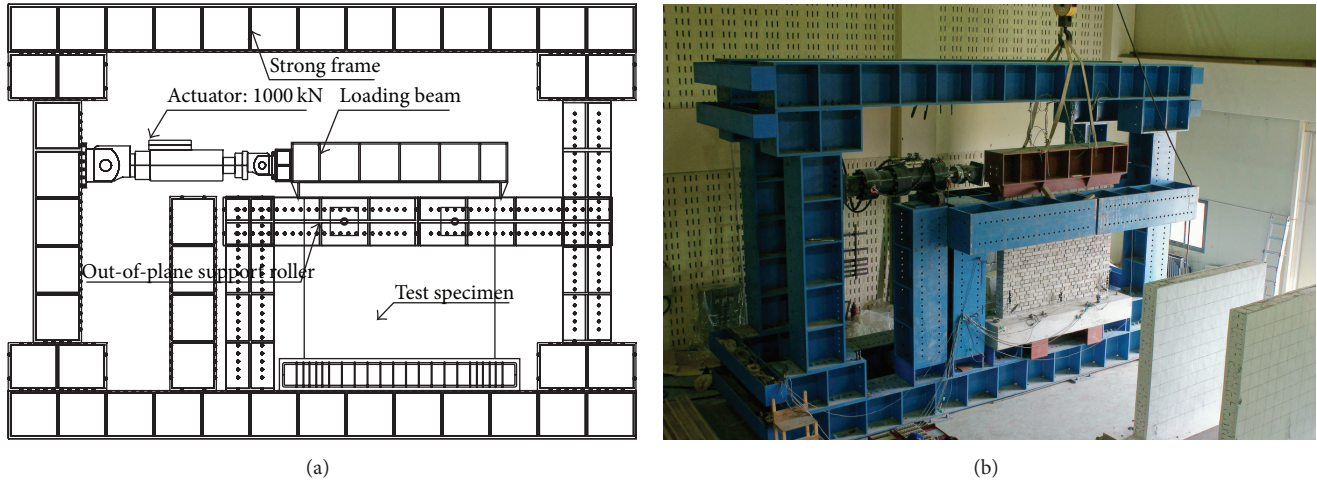 Strong frame
Actuator: 1000 kN
Loading beam
Out-of-plane support roller
Test specimen
(a)
(b)